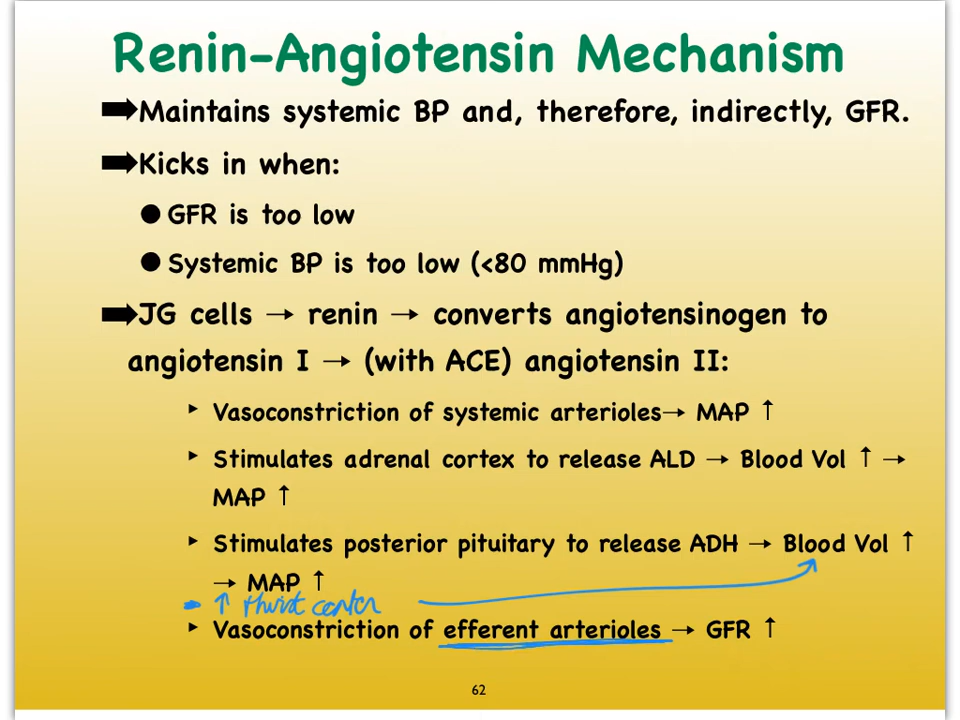 Renin-Angiotensin Mechanism
➡Maintains systemic BP and, therefore, indirectly, GFR.
➡Kicks in when:
● GFR is too low
● Systemic BP is too low (<80 mmHg)
➡JG cells → renin → converts angiotensinogen to
angiotensin I → (with ACE) angiotensin II:
‣ Vasoconstriction of systemic arterioles→ MAP ↑
‣ Stimulates adrenal cortex to release ALD → Blood Vol ↑ →
MAP ↑
‣ Stimulates posterior pituitary to release ADH → Blood Vol ↑
→ MAP ↑
- ↑ thirst center
‣ Vasoconstriction of efferent arterioles → GFR ↑
62